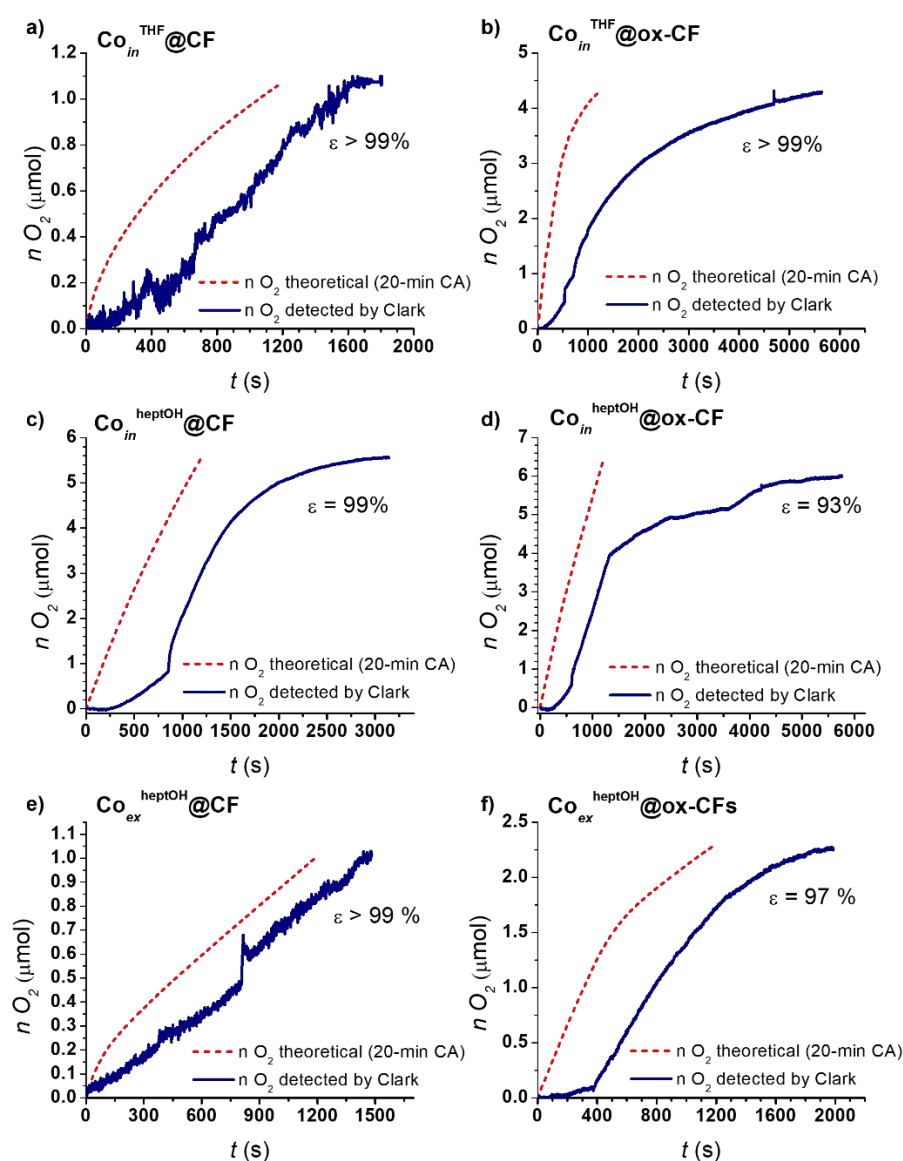 a) Co_in^THF@CF
1.2
1.0
0.8
0.6
0.4
0.2
0.0
n O2 (μmol)
ε > 99%
n O2 theoretical (20-min CA)
n O2 detected by Clark
0 400 800 1200 1600 2000
t (s)
b) Co_in^THF@ox-CF
5
4
3
2
1
0
n O2 (μmol)
ε > 99%
n O2 theoretical (20-min CA)
n O2 detected by Clark
0 1000 2000 3000 4000 5000 6000
t (s)
c) Co_in^heptOH@CF
6
5
4
3
2
1
0
n O2 (μmol)
ε = 99%
n O2 theoretical (20-min CA)
n O2 detected by Clark
0 500 1000 1500 2000 2500 3000
t (s)
d) Co_in^heptOH@ox-CF
7
6
5
4
3
2
1
0
n O2 (μmol)
ε = 93%
n O2 theoretical (20-min CA)
n O2 detected by Clark
0 1000 2000 3000 4000 5000 6000
t (s)
e) Co_ex^heptOH@CF
1.1
1.0
0.9
0.8
0.7
0.6
0.5
0.4
0.3
0.2
0.1
0.0
n O2 (μmol)
ε > 99 %
n O2 theoretical (20-min CA)
n O2 detected by Clark
0 300 600 900 1200 1500
t (s)
f) Co_ex^heptOH@ox-CFs
2.5
2.0
1.5
1.0
0.5
0.0
n O2 (μmol)
ε = 97 %
n O2 theoretical (20-min CA)
n O2 detected by Clark
0 400 800 1200 1600 2000
t (s)